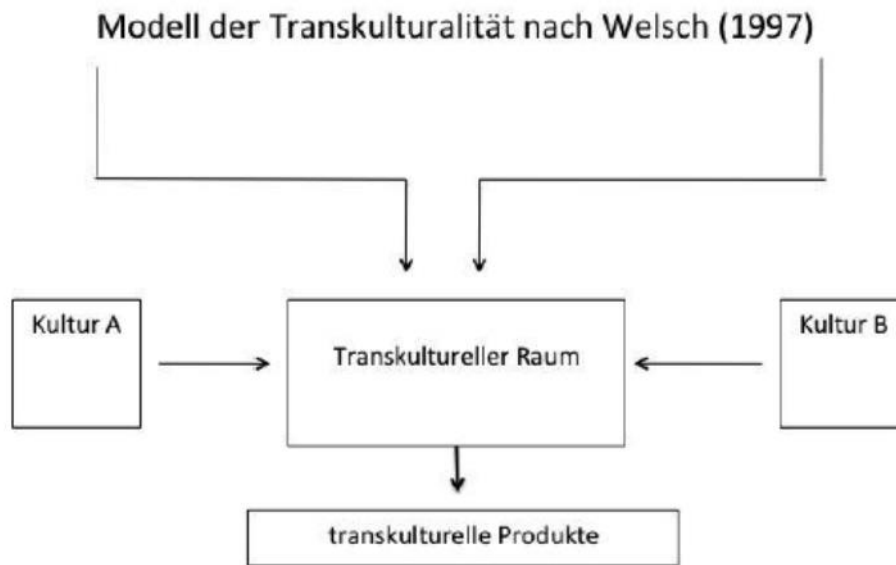 Modell der Transkulturalität nach Welsch (1997)
Kultur A
Transkultureller Raum
Kultur B
transkulturelle Produkte